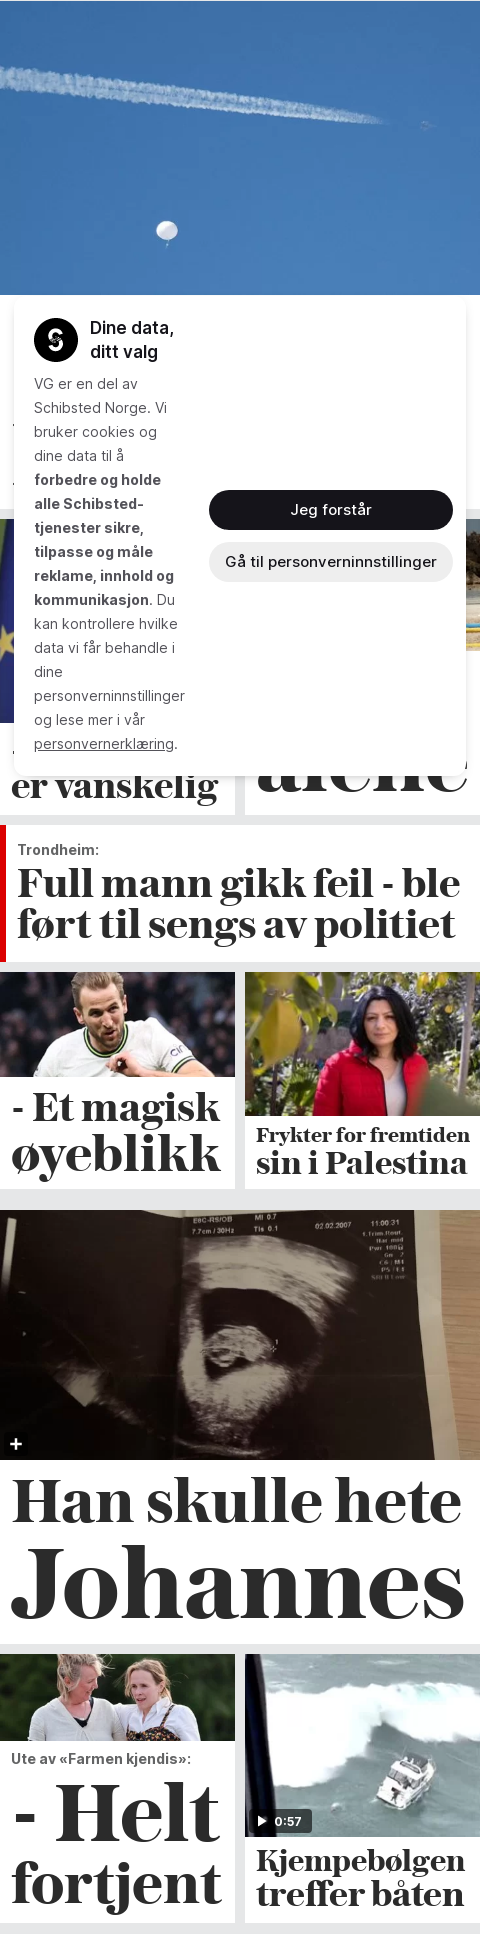 Dine data,
ditt valg
VG er en del av
Schibsted Norge. Vi
bruker cookies og
dine data til å
forbedre og holde
alle Schibsted-
tjenester sikre,
tilpasse og måle
reklame, innhold og
kommunikasjon. Du
kan kontrollere hvilke
data vi får behandle i
dine
personverninnstillinger
og lese mer i vår
personvernerklæring.
Jeg forstår
Gå til personverninnstillinger
er vanskelig
alene
Trondheim:
Full mann gikk feil - ble
ført til sengs av politiet
- Et magisk
øyeblikk
Frykter for fremtiden
sin i Palestina
E8C-RS/OB MI 0.7
7.7cm / 30Hz TIs 0.1
02.02.2007
11:00:31
Han skulle hete
Johannes
Ute av «Farmen kjendis»:
- Helt
fortjent
0:57
Kjempebølgen
treffer båten